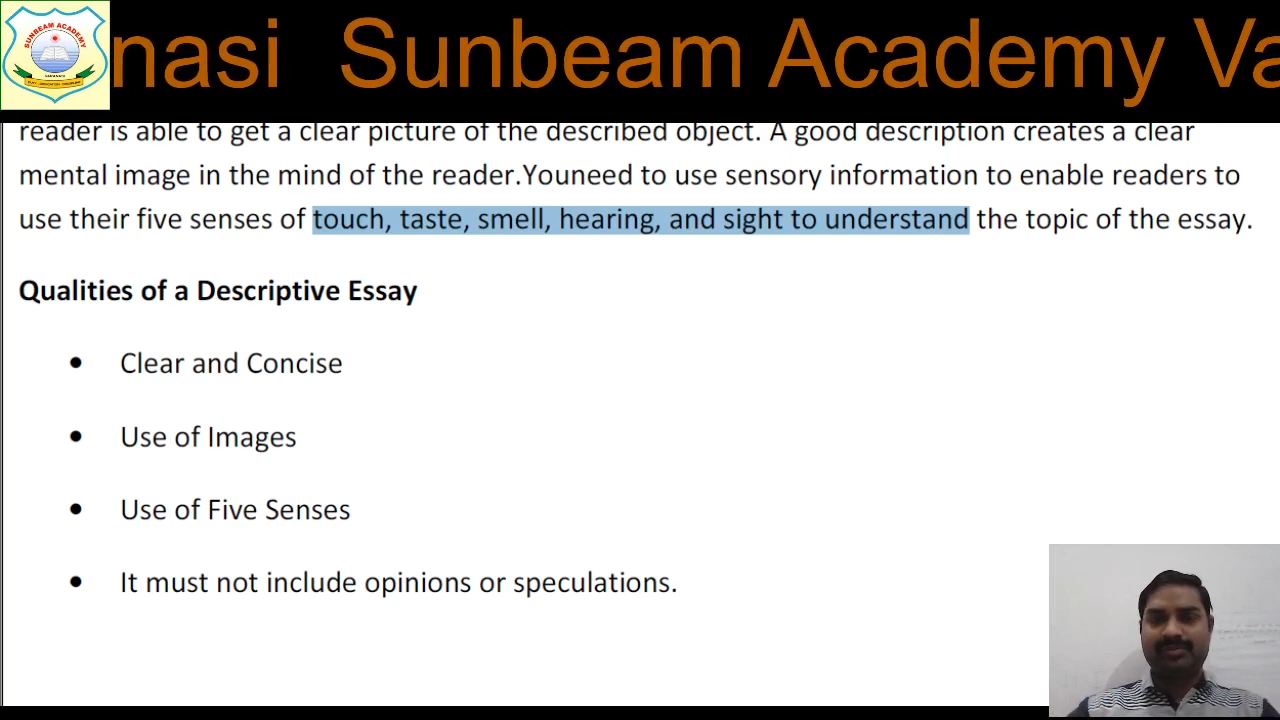 nasi Sunbeam Academy Va
SUNBEAM ACADEMY
VARANASI
reader is able to get a clear picture of the described object. A good description creates a clear
mental image in the mind of the reader.Youneed to use sensory information to enable readers to
use their five senses of touch, taste, smell, hearing, and sight to understand the topic of the essay.
Qualities of a Descriptive Essay
• Clear and Concise
• Use of Images
• Use of Five Senses
• It must not include opinions or speculations.